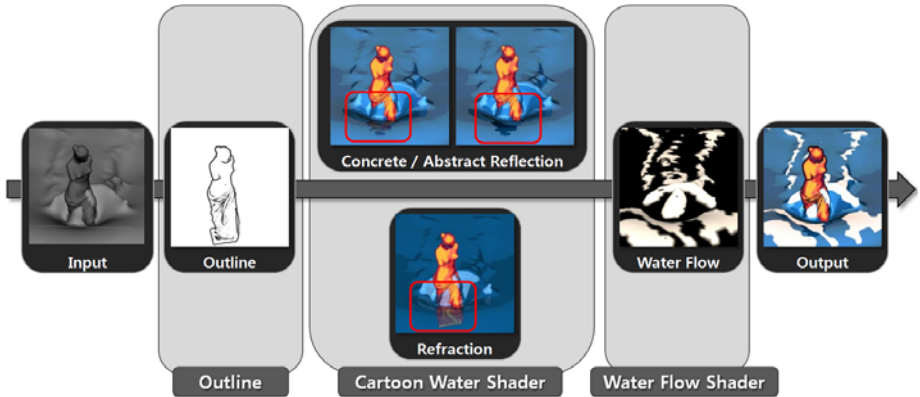 Concrete / Abstract Reflection
Input
Outline
Water Flow
Output
Refraction
Outline
Cartoon Water Shader
Water Flow Shader